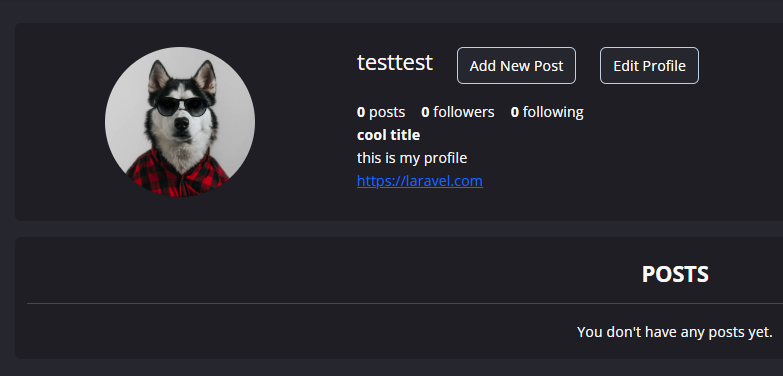 testtest Add New Post Edit Profile
0 posts 0 followers 0 following
cool title
this is my profile
https://laravel.com
POSTS
You don't have any posts yet.